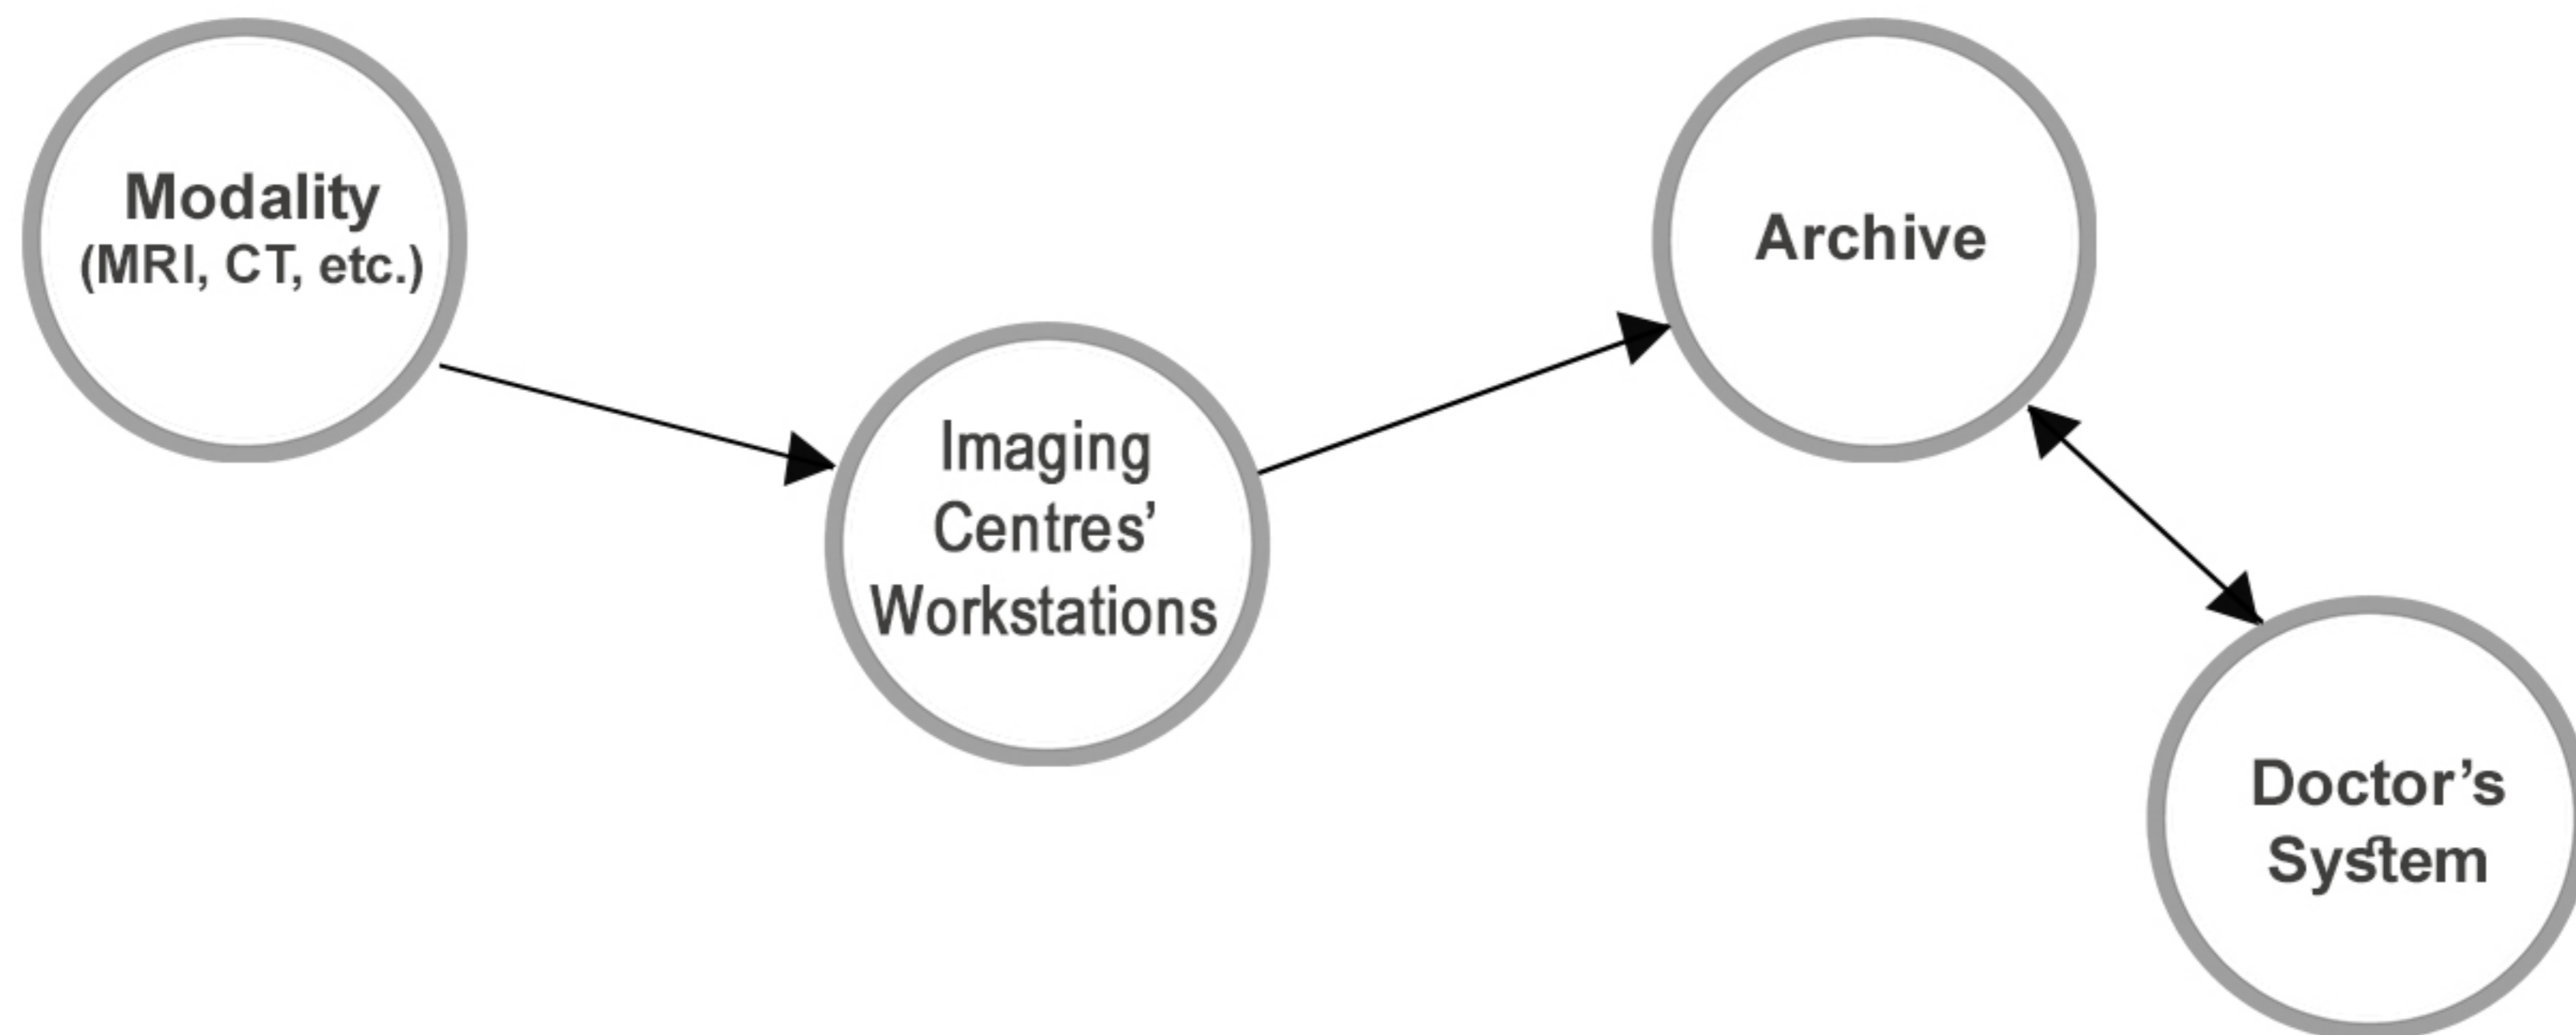 Modality
(MRI, CT, etc.)
Imaging
Centres’
Workstations
Archive
Doctor’s
System